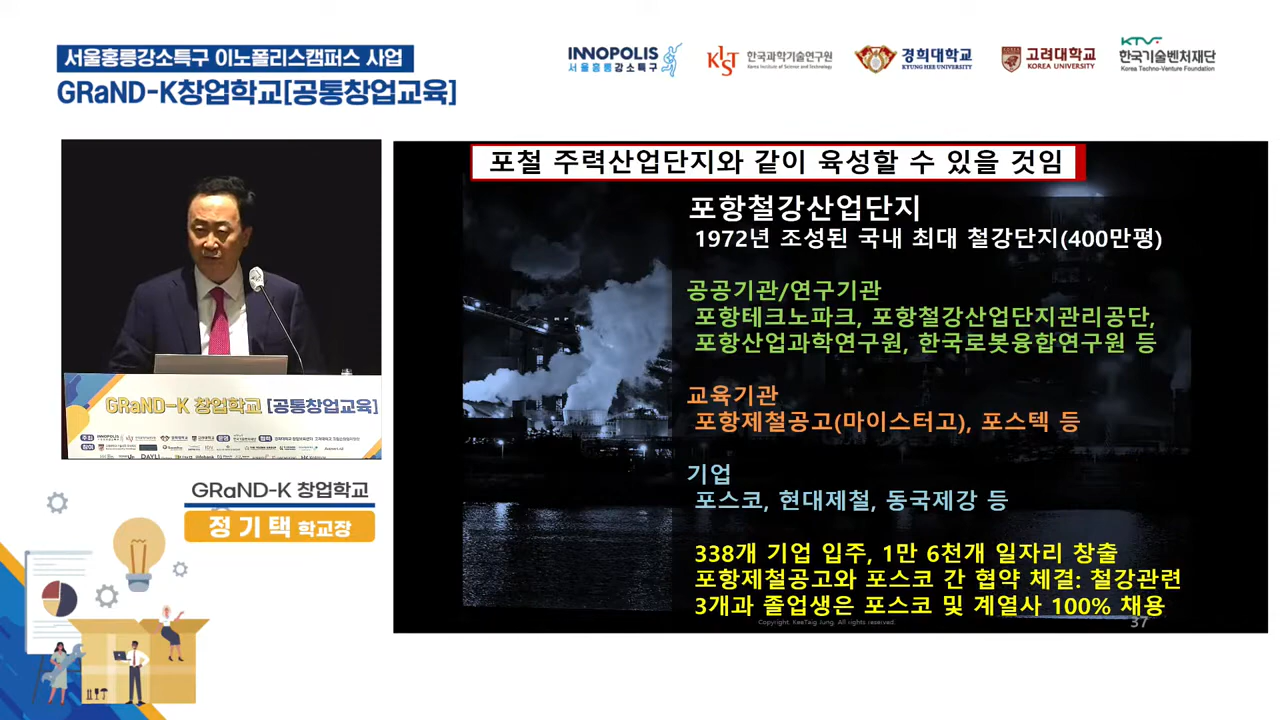 서울홍릉강소특구 이노폴리스캠퍼스 사업
GRaND-K창업학교[공통창업교육]
INNOPOLIS
서울홍릉강소특구
KIST 한국과학기술연구원
Korea Institute of Science and Technology
경희대학교
KYUNG HEE UNIVERSITY
고려대학교
KOREA UNIVERSITY
KTVF
한국기술벤처재단
Korea Techno-Venture Foundation
포철 주력산업단지와 같이 육성할 수 있을 것임
포항철강산업단지
1972년 조성된 국내 최대 철강단지(400만평)
공공기관/연구기관
포항테크노파크, 포항철강산업단지관리공단,
포항산업과학연구원, 한국로봇융합연구원 등
교육기관
포항제철공고(마이스터고), 포스텍 등
기업
포스코, 현대제철, 동국제강 등
338개 기업 입주, 1만 6천개 일자리 창출
포항제철공고와 포스코 간 협약 체결: 철강관련
3개과 졸업생은 포스코 및 계열사 100% 채용
Copyright. KeeTaig Jung. All rights reserved.
37
GRaND-K 창업학교 [공통창업교육]
GRaND-K 창업학교
정기택 학교장